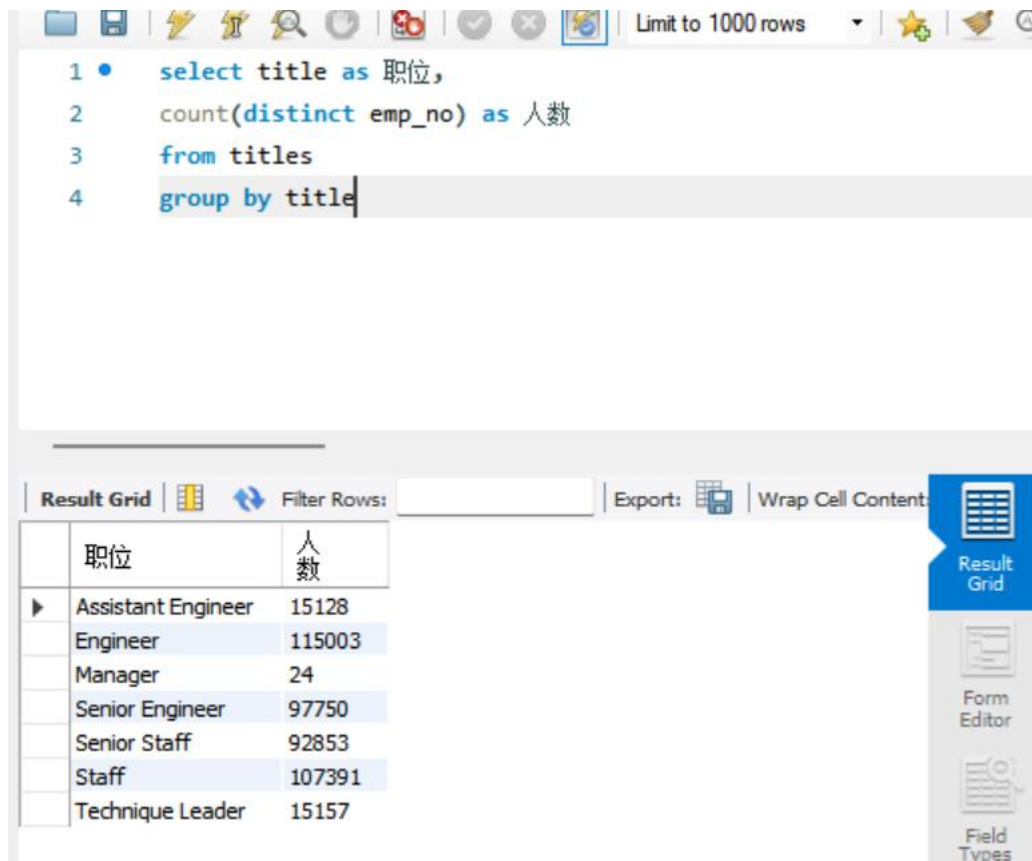 Limit to 1000 rows
1 select title as 职位,
2 count(distinct emp_no) as 人数
3 from titles
4 group by title
Result Grid Filter Rows: Export: Wrap Cell Content:
职位 人数
Assistant Engineer 15128
Engineer 115003
Manager 24
Senior Engineer 97750
Senior Staff 92853
Staff 107391
Technique Leader 15157
Result
Grid
Form
Editor
Field
Types